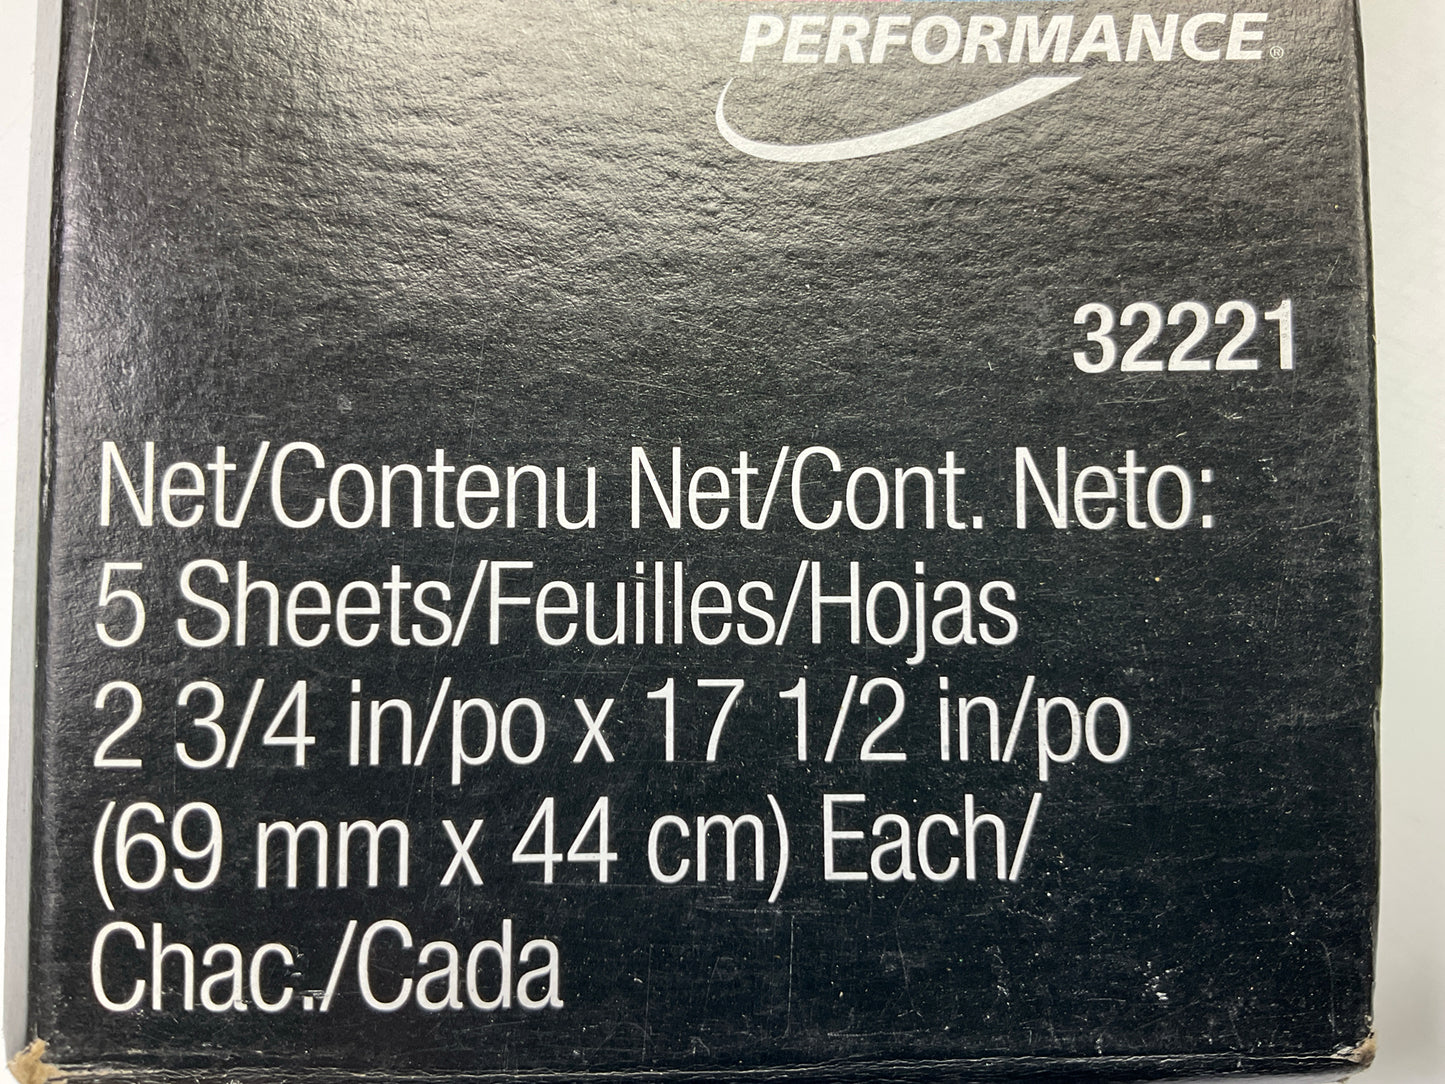 PERFORMANCE®
32221
Net/Contenu Net/Cont. Neto:
5 Sheets/Feuilles/Hojas
2 3/4 in/po x 17 1/2 in/po
(69 mm x 44 cm) Each/
Chac./Cada